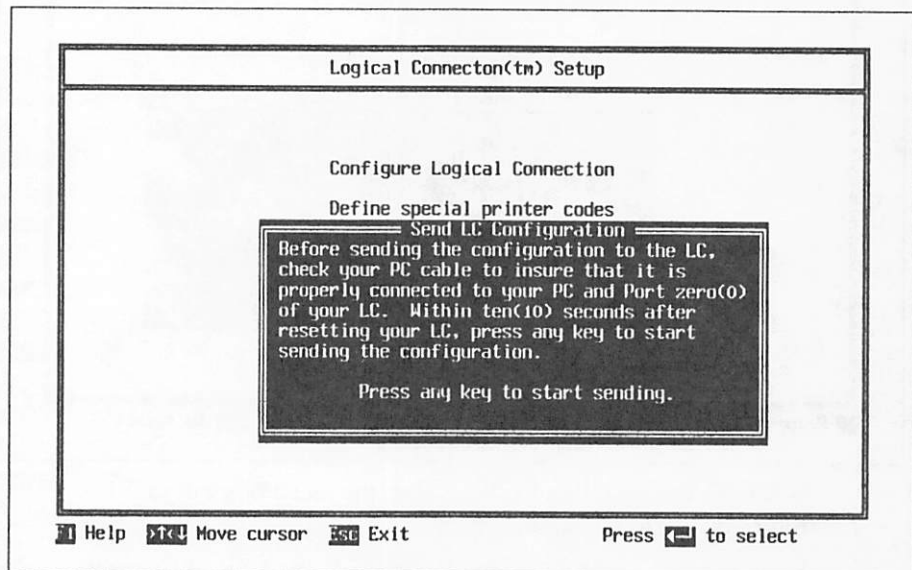 Logical Connecton(tm) Setup
Configure Logical Connection
Define special printer codes
Send LC Configuration
Before sending the configuration to the LC,
check your PC cable to insure that it is
properly connected to your PC and Port zero(0)
of your LC. Within ten(10) seconds after
resetting your LC, press any key to start
sending the configuration.
Press any key to start sending.
F1 Help >↑<↓ Move cursor Esc Exit Press ←┘ to select